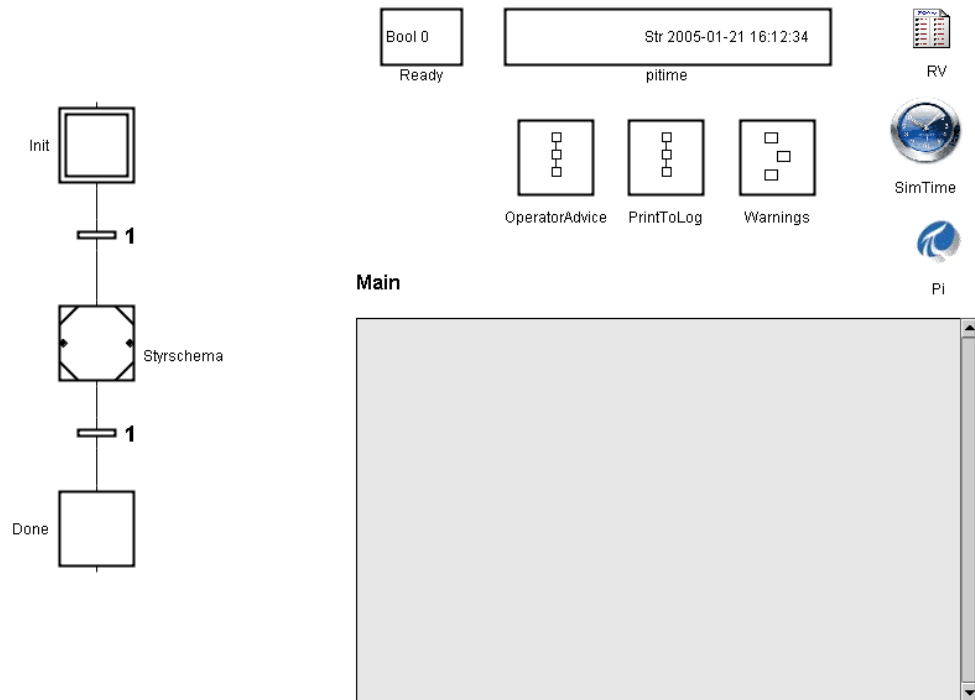 Bool 0
Ready
Str 2005-01-21 16:12:34
pitime
RV
Init
SimTime
OperatorAdvice
PrintToLog
Warnings
1
Main
Pi
Styrschema
1
Done